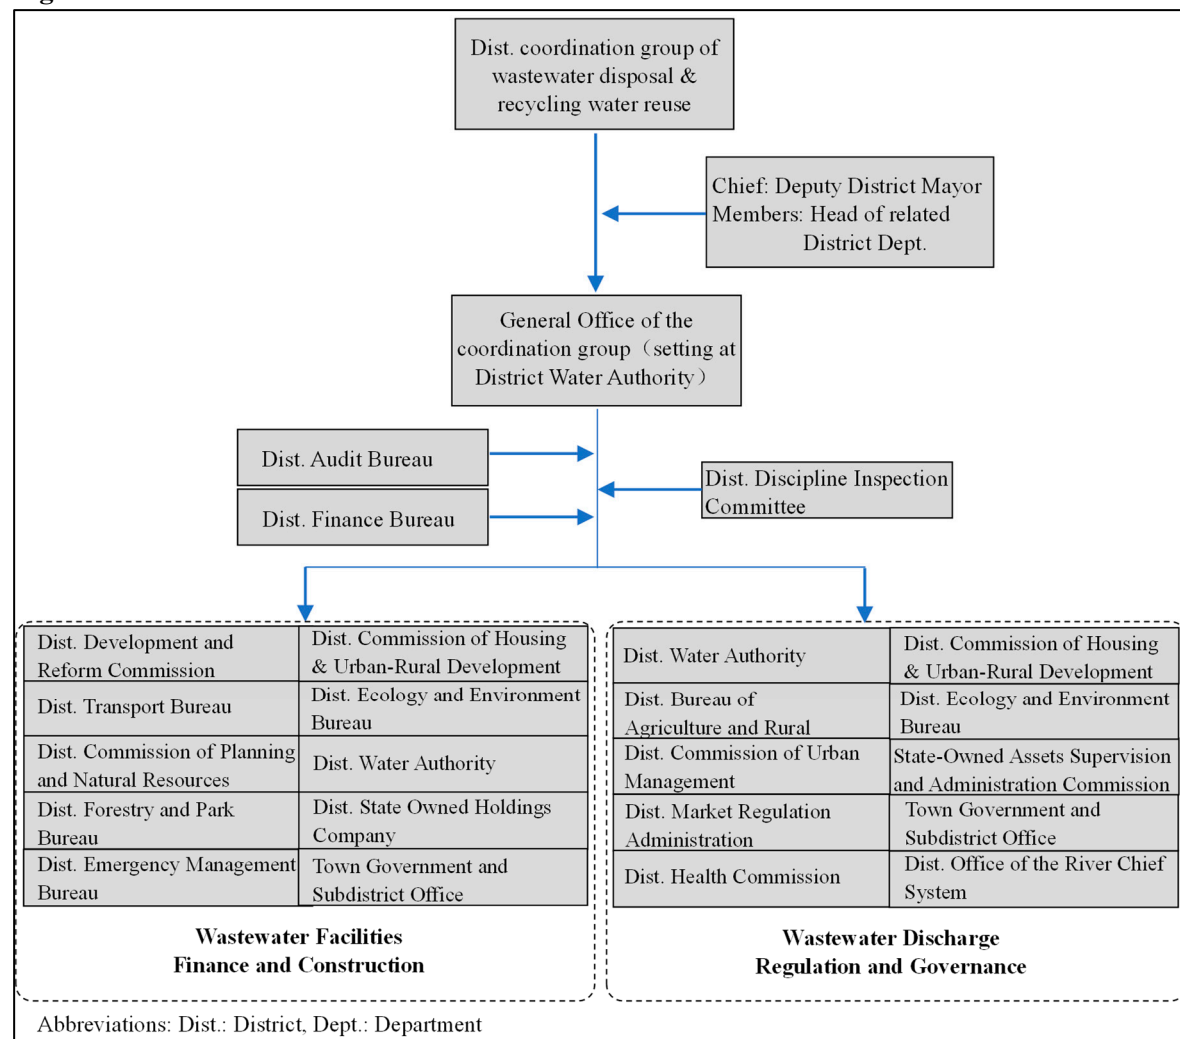 Dist. coordination group of
wastewater disposal &
recycling water reuse
Chief: Deputy District Mayor
Members: Head of related
District Dept.
General Office of the
coordination group（setting at
District Water Authority）
Dist. Audit Bureau
Dist. Discipline Inspection
Committee
Dist. Finance Bureau
Dist. Development and
Reform Commission
Dist. Commission of Housing
& Urban-Rural Development
Dist. Transport Bureau
Dist. Ecology and Environment
Bureau
Dist. Commission of Planning
and Natural Resources
Dist. Water Authority
Dist. Forestry and Park
Bureau
Dist. State Owned Holdings
Company
Dist. Emergency Management
Bureau
Town Government and
Subdistrict Office
Wastewater Facilities
Finance and Construction
Dist. Water Authority
Dist. Commission of Housing
& Urban-Rural Development
Dist. Bureau of
Agriculture and Rural
Dist. Ecology and Environment
Bureau
Dist. Commission of Urban
Management
State-Owned Assets Supervision
and Administration Commission
Dist. Market Regulation
Administration
Town Government and
Subdistrict Office
Dist. Health Commission
Dist. Office of the River Chief
System
Wastewater Discharge
Regulation and Governance
Abbreviations: Dist.: District, Dept.: Department